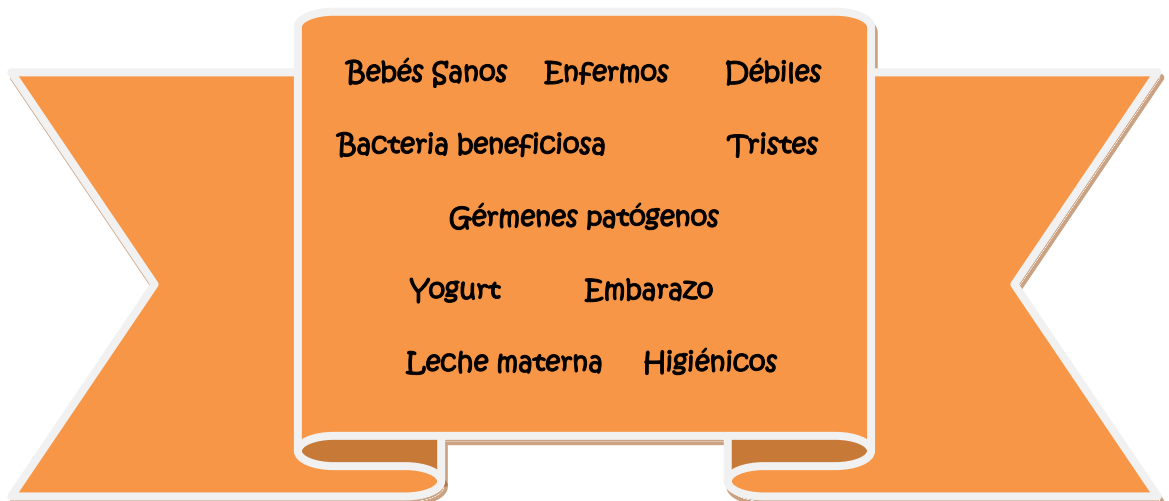 Bebés Sanos Enfermos Débiles
Bacteria beneficiosa Tristes
Gérmenes patógenos
Yogurt Embarazo
Leche materna Higiénicos